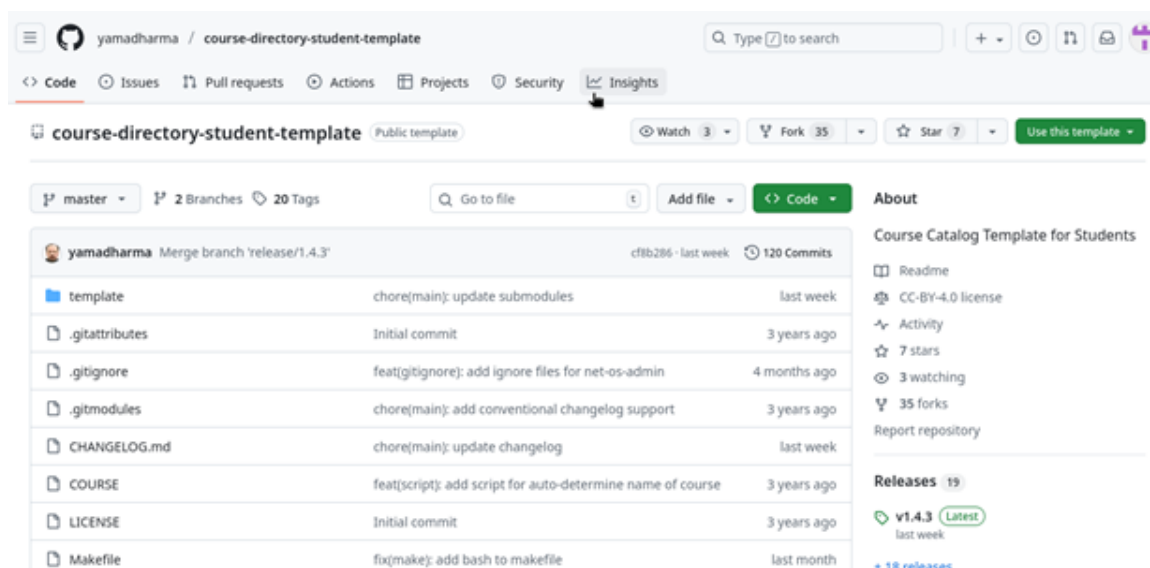 yamadharma / course-directory-student-template Type / to search
Code Issues Pull requests Actions Projects Security Insights
course-directory-student-template Public template Watch 3 Fork 35 Star 7 Use this template
master 2 Branches 20 Tags Go to file t Add file Code
yamadharma Merge branch 'release/1.4.3' cf8b286 · last week 120 Commits
template chore(main): update submodules last week
.gitattributes Initial commit 3 years ago
.gitignore feat(gitignore): add ignore files for net-os-admin 4 months ago
.gitmodules chore(main): add conventional changelog support 3 years ago
CHANGELOG.md chore(main): update changelog last week
COURSE feat(script): add script for auto-determine name of course 3 years ago
LICENSE Initial commit 3 years ago
Makefile fix(make): add bash to makefile last month
About
Course Catalog Template for Students
Readme
CC-BY-4.0 license
Activity
7 stars
3 watching
35 forks
Report repository
Releases 19
v1.4.3 Latest
last week
+ 18 releases